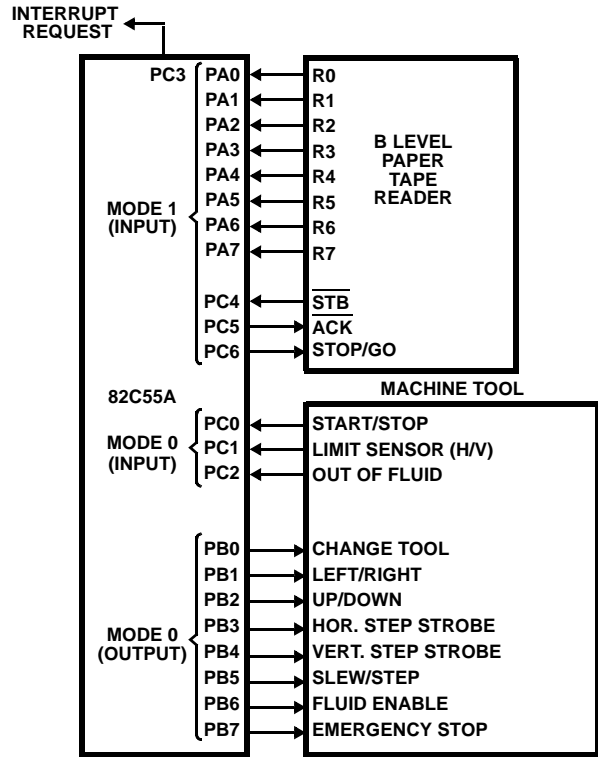 INTERRUPT
REQUEST
PC3 PA0 R0
PA1 R1
PA2 R2
PA3 R3
PA4 R4
PA5 R5
PA6 R6
PA7 R7
MODE 1
(INPUT)
B LEVEL
PAPER
TAPE
READER
PC4 STB
PC5 ACK
PC6 STOP/GO
MACHINE TOOL
82C55A
MODE 0
(INPUT)
PC0 START/STOP
PC1 LIMIT SENSOR (H/V)
PC2 OUT OF FLUID
MODE 0
(OUTPUT)
PB0 CHANGE TOOL
PB1 LEFT/RIGHT
PB2 UP/DOWN
PB3 HOR. STEP STROBE
PB4 VERT. STEP STROBE
PB5 SLEW/STEP
PB6 FLUID ENABLE
PB7 EMERGENCY STOP